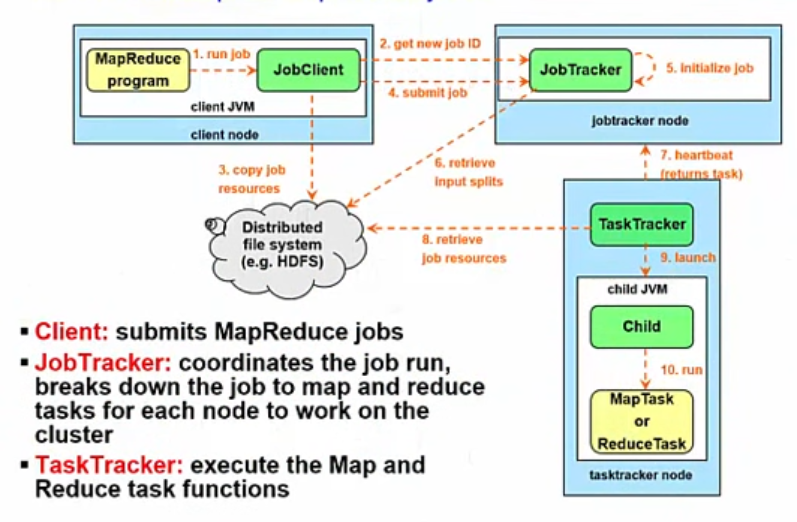 MapReduce
program
1. run job
JobClient
client JVM
client node
2. get new job ID
4. submit job
JobTracker
5. initialize job
jobtracker node
3. copy job
resources
6. retrieve
input splits
7. heartbeat
(returns task)
Distributed
file system
(e.g. HDFS)
8. retrieve
job resources
TaskTracker
9. launch
child JVM
Child
10. run
MapTask
or
ReduceTask
tasktracker node
▪ Client: submits MapReduce jobs
▪ JobTracker: coordinates the job run,
breaks down the job to map and reduce
tasks for each node to work on the
cluster
▪ TaskTracker: execute the Map and
Reduce task functions